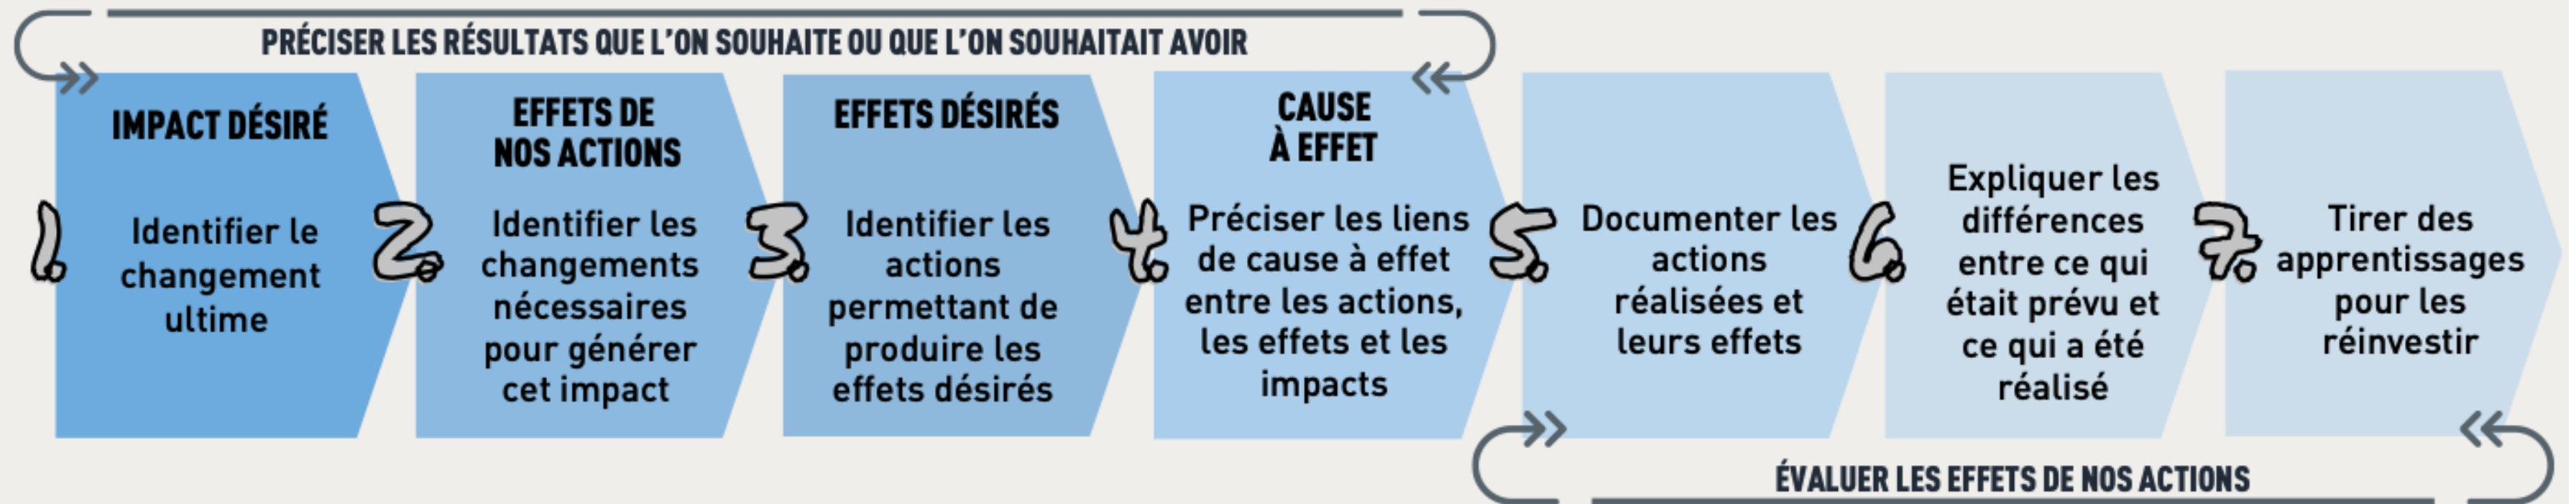 PRÉCISER LES RÉSULTATS QUE L'ON SOUHAITE OU QUE L'ON SOUHAITAIT AVOIR
1.
IMPACT DÉSIRÉ
Identifier le
changement
ultime
2.
EFFETS DE
NOS ACTIONS
Identifier les
changements
nécessaires
pour générer
cet impact
3.
EFFETS DÉSIRÉS
Identifier les
actions
permettant de
produire les
effets désirés
4.
CAUSE
À EFFET
Préciser les liens
de cause à effet
entre les actions,
les effets et les
impacts
5.
Documenter les
actions
réalisées et
leurs effets
6.
Expliquer les
différences
entre ce qui
était prévu et
ce qui a été
réalisé
7.
Tirer des
apprentissages
pour les
réinvestir
ÉVALUER LES EFFETS DE NOS ACTIONS